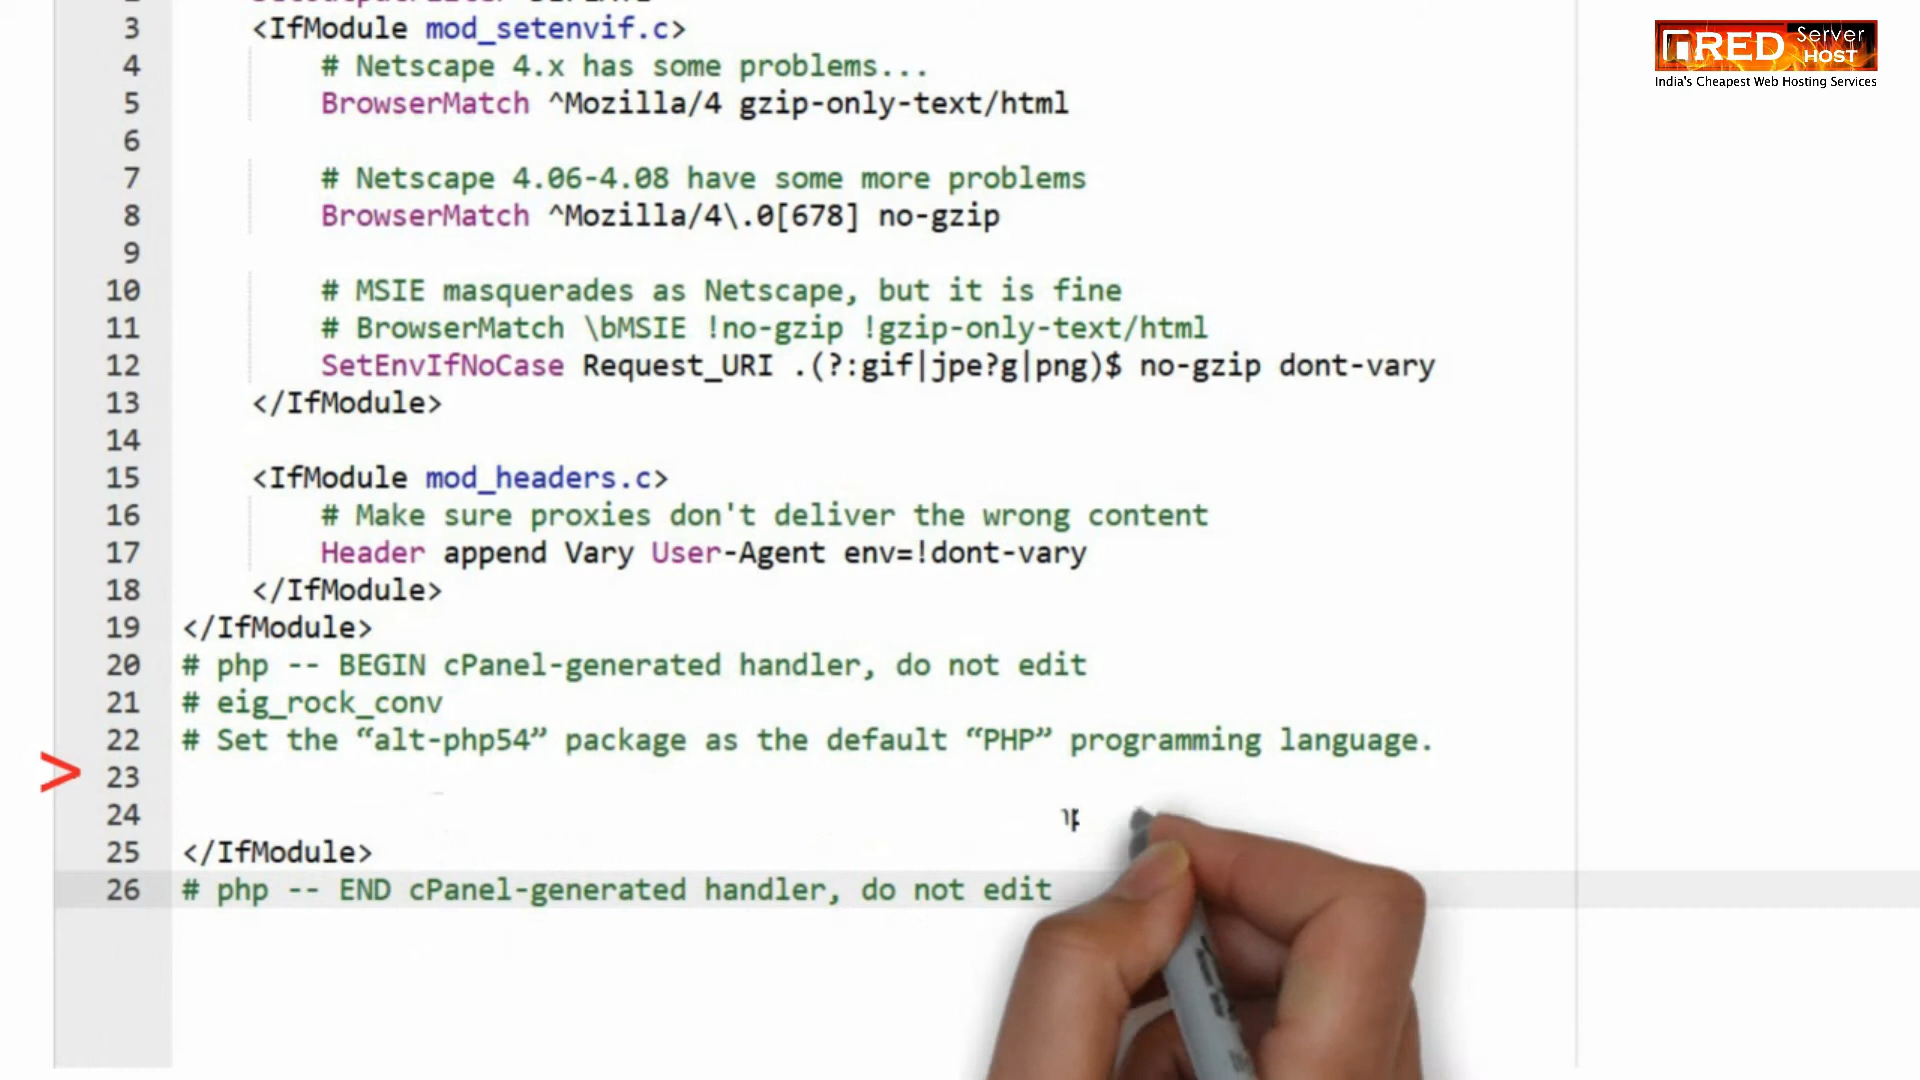 3 <IfModule mod_setenvif.c>
4 # Netscape 4.x has some problems...
5 BrowserMatch ^Mozilla/4 gzip-only-text/html
6
7 # Netscape 4.06-4.08 have some more problems
8 BrowserMatch ^Mozilla/4\.0[678] no-gzip
9
10 # MSIE masquerades as Netscape, but it is fine
11 # BrowserMatch \bMSIE !no-gzip !gzip-only-text/html
12 SetEnvIfNoCase Request_URI .(?:gif|jpe?g|png)$ no-gzip dont-vary
13 </IfModule>
14
15 <IfModule mod_headers.c>
16 # Make sure proxies don't deliver the wrong content
17 Header append Vary User-Agent env=!dont-vary
18 </IfModule>
19 </IfModule>
20 # php -- BEGIN cPanel-generated handler, do not edit
21 # eig_rock_conv
22 # Set the “alt-php54” package as the default “PHP” programming language.
> 23
24
25 </IfModule>
26 # php -- END cPanel-generated handler, do not edit
RED Server HOST
India's Cheapest Web Hosting Services